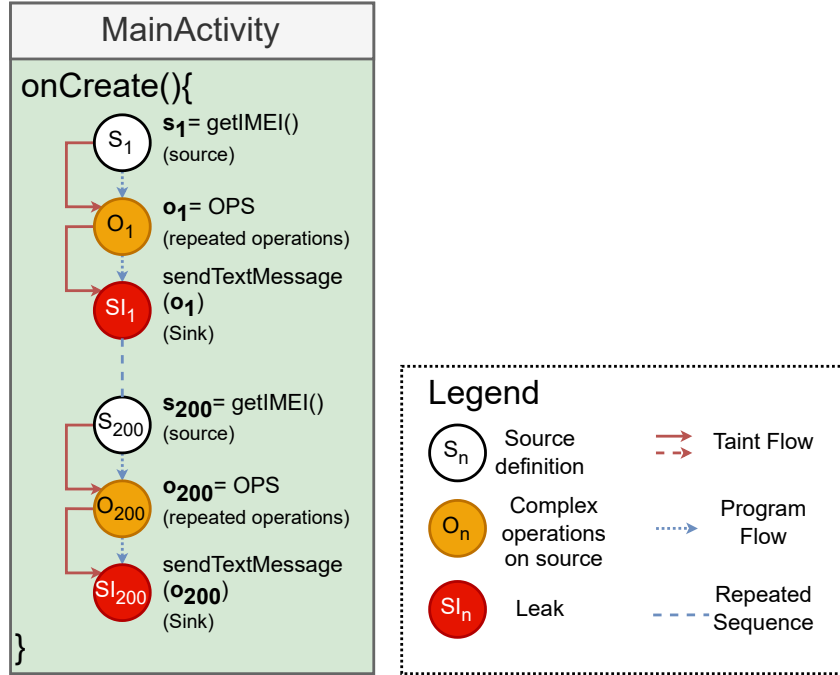 MainActivity
onCreate(){
S1
s1= getIMEI()
(source)
O1
o1= OPS
(repeated operations)
SI1
sendTextMessage
(o1)
(Sink)
S200
s200= getIMEI()
(source)
O200
o200= OPS
(repeated operations)
SI200
sendTextMessage
(o200)
(Sink)
}
Legend
Sn
Source
definition
Taint Flow
On
Complex
operations
on source
Program
Flow
SIn
Leak
Repeated
Sequence